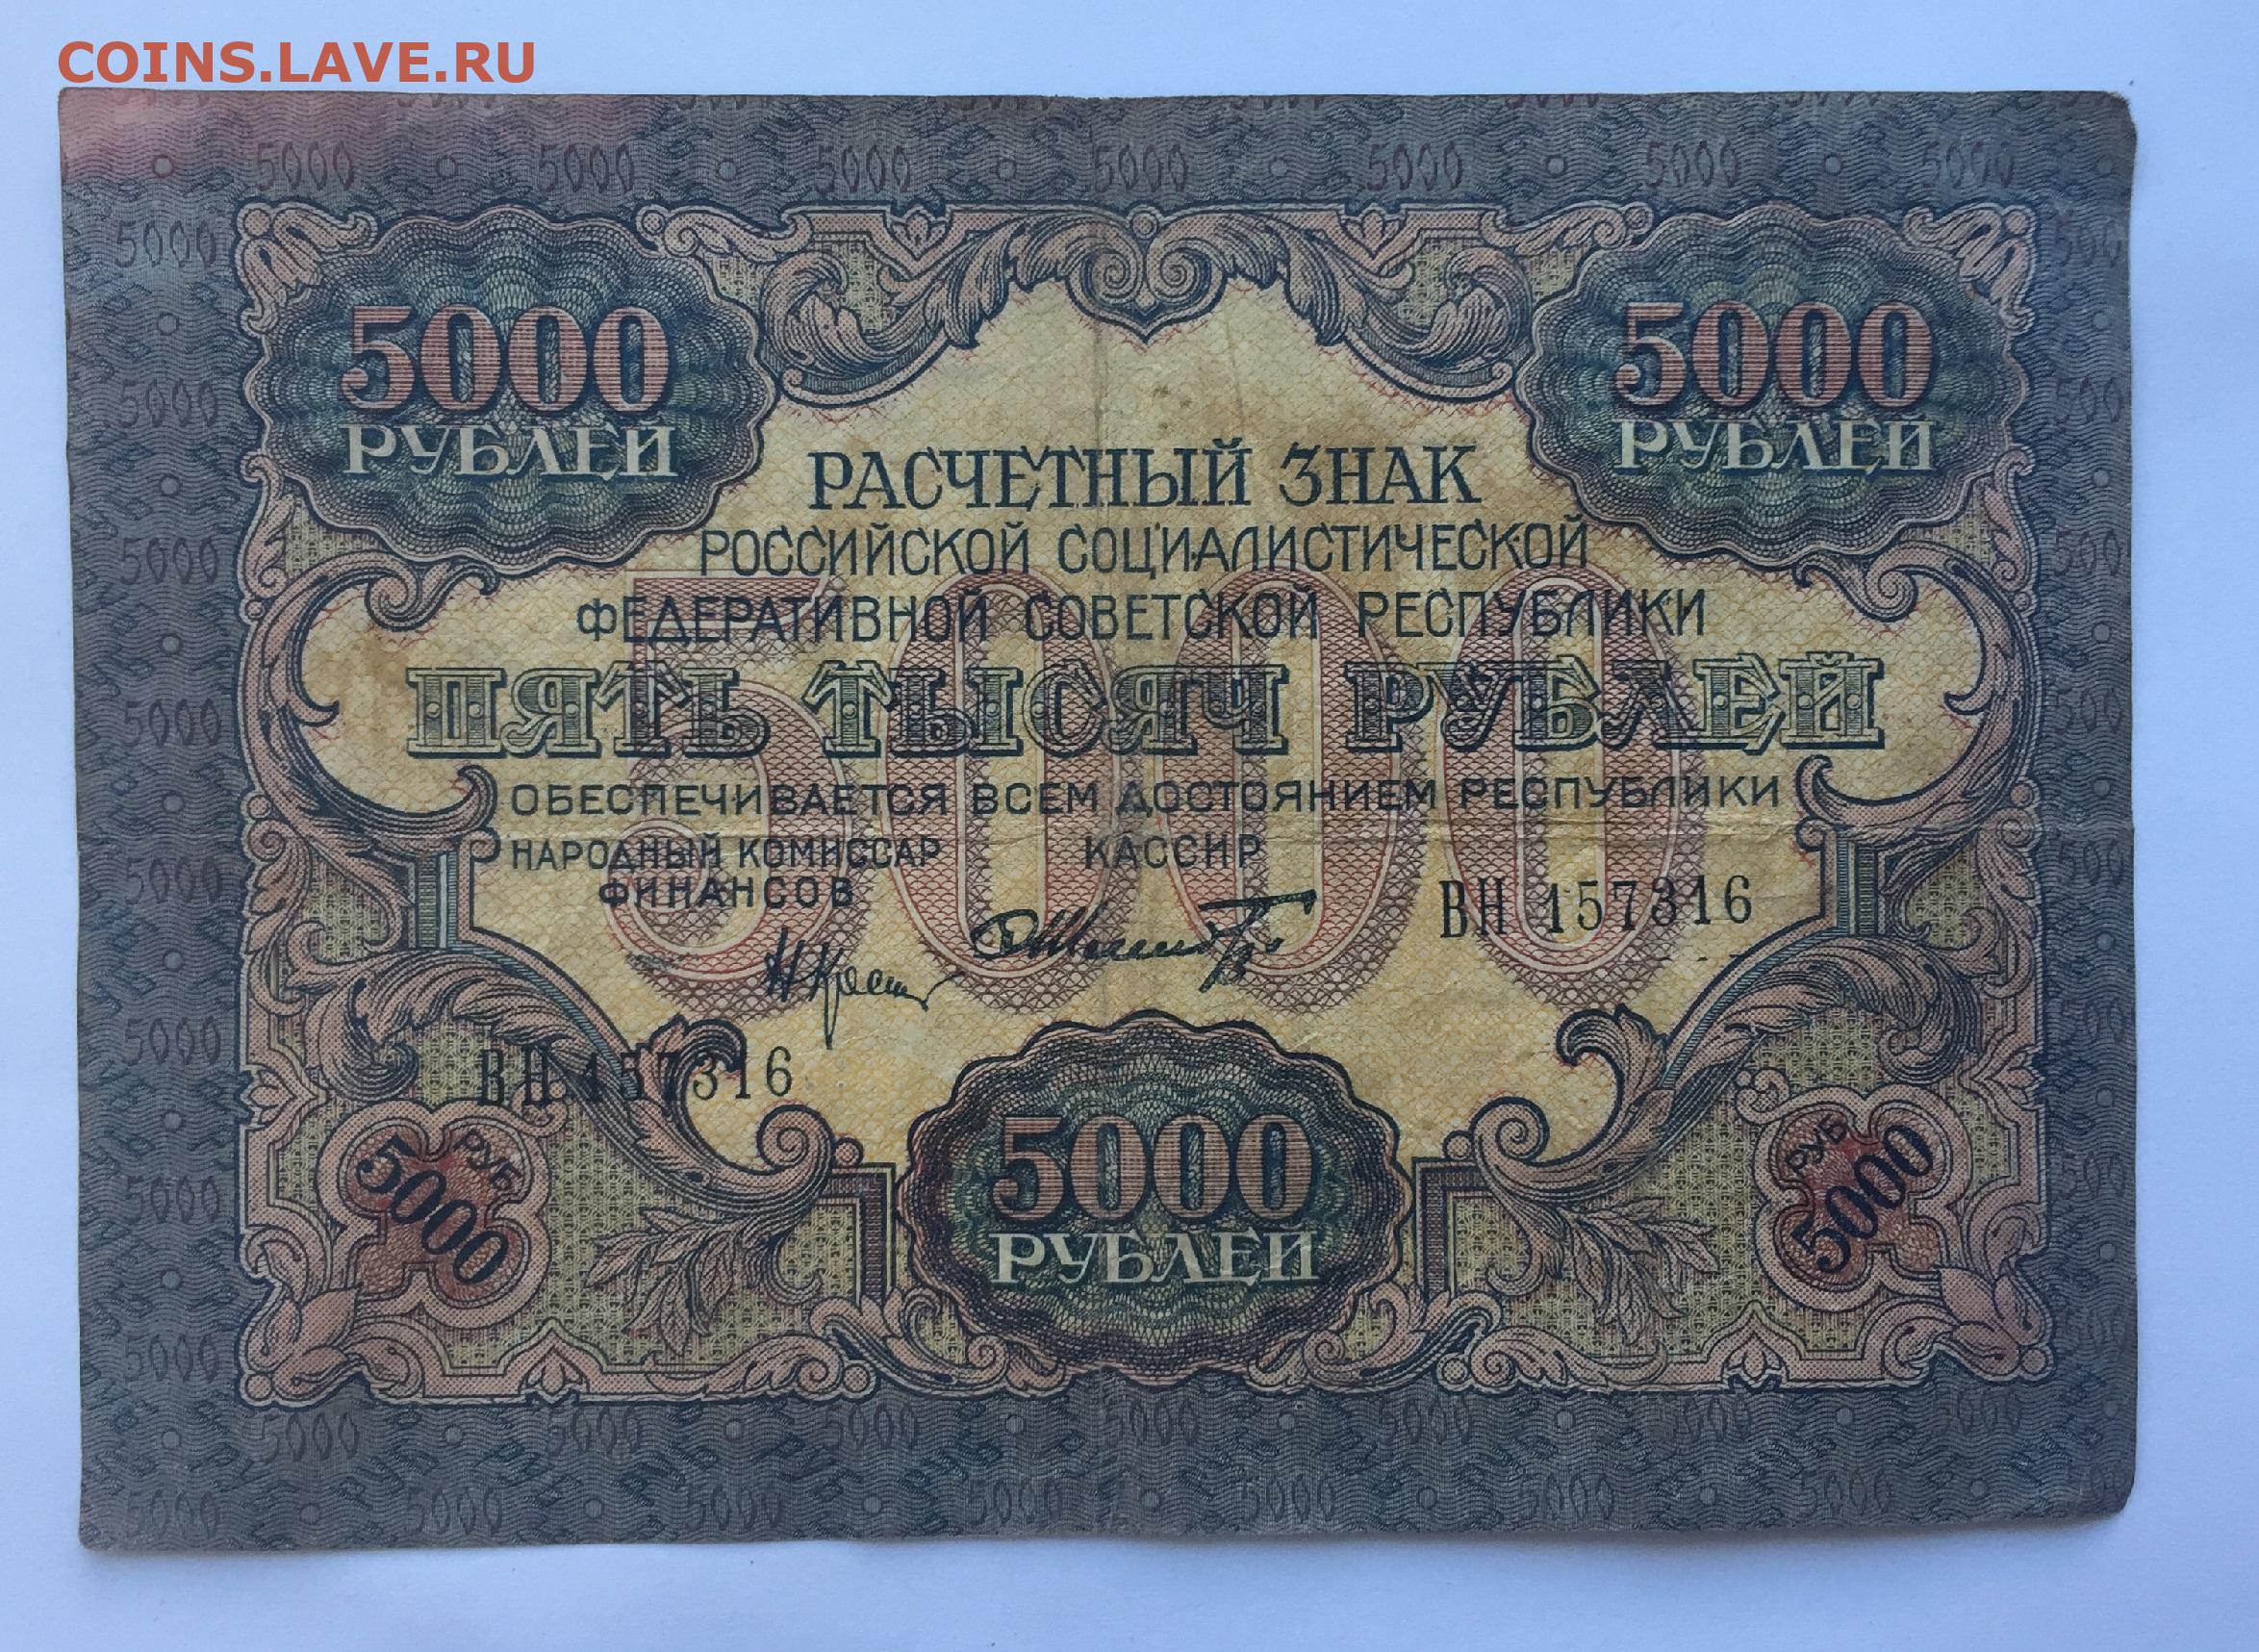 COINS.LAVE.RU
5000
РУБЛЕЙ
5000
РУБЛЕЙ
РАСЧЕТНЫЙ ЗНАК
РОССИЙСКОЙ СОЦИАЛИСТИЧЕСКОЙ
ФЕДЕРАТИВНОЙ СОВЕТСКОЙ РЕСПУБЛИКИ
5000
ПЯТЬ ТЫСЯЧ РУБЛЕЙ
ОБЕСПЕЧИВАЕТСЯ ВСЕМ ДОСТОЯНИЕМ РЕСПУБЛИКИ
НАРОДНЫЙ КОМИССАР
ФИНАНСОВ
КАССИР
ВН 157316
ВН 157316
РУБ
5000
5000
РУБЛЕЙ
РУБ
5000